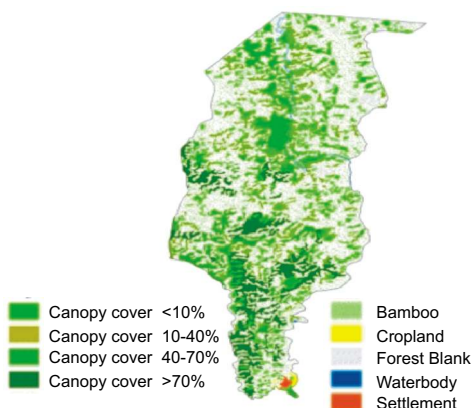 Canopy cover <10%
Canopy cover 10-40%
Canopy cover 40-70%
Canopy cover >70%
Bamboo
Cropland
Forest Blank
Waterbody
Settlement